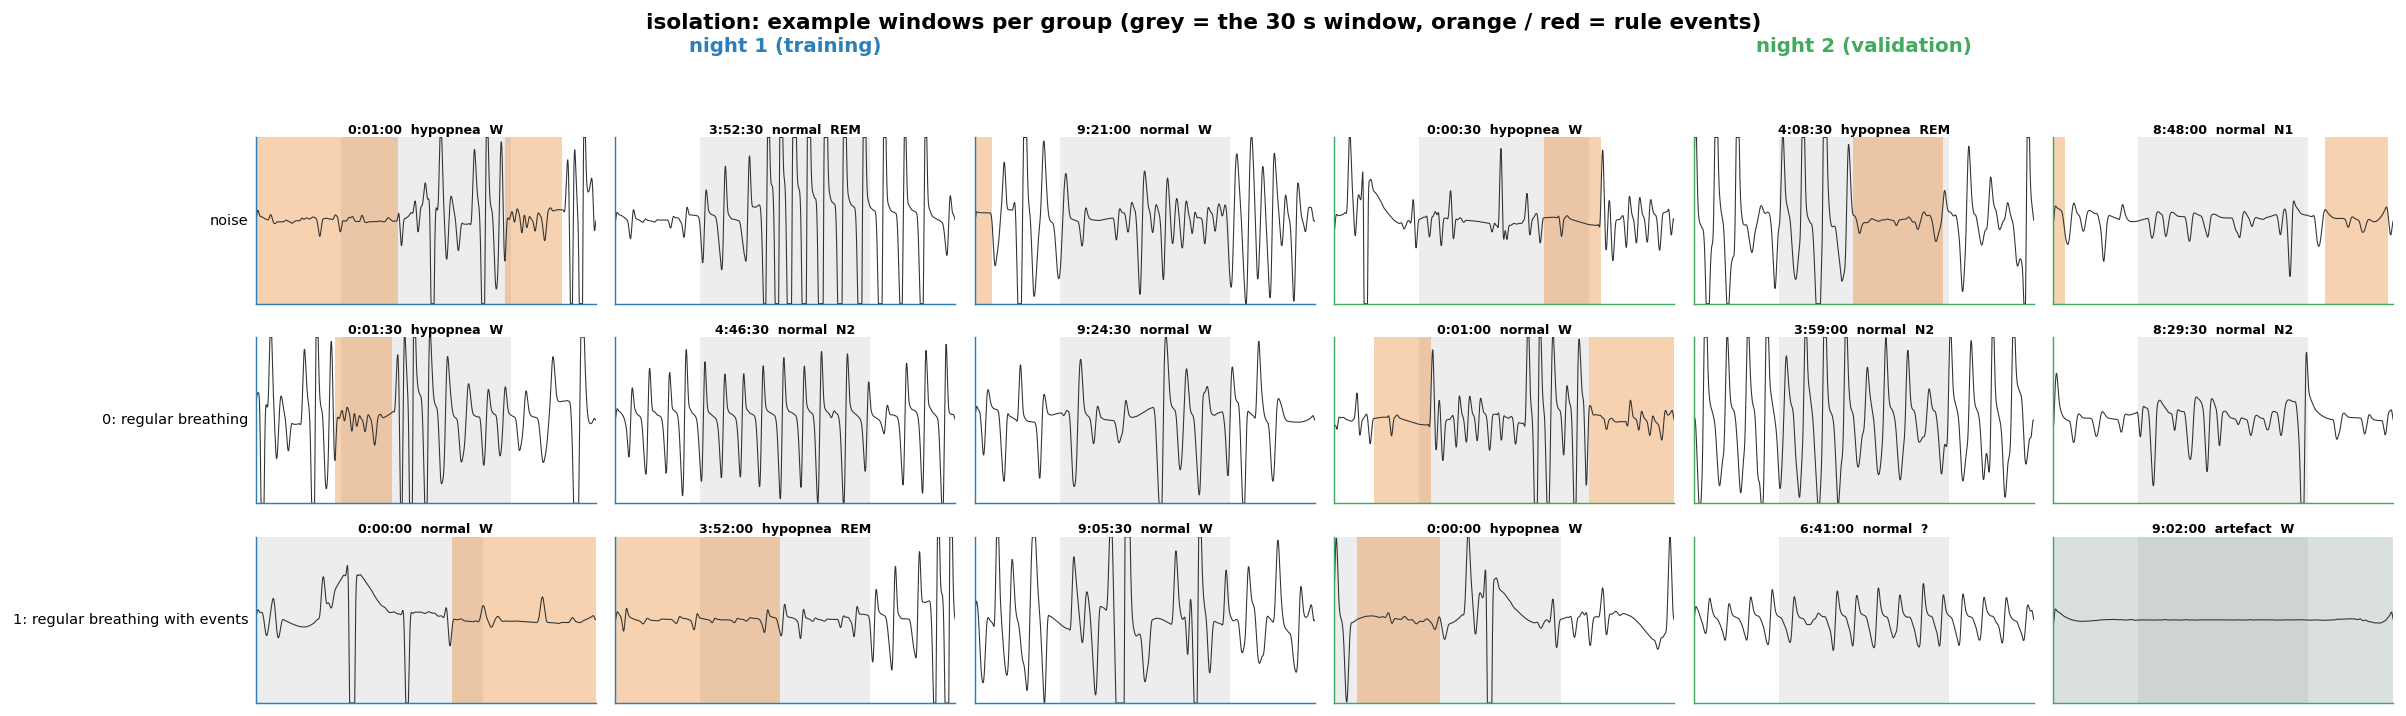 isolation: example windows per group (grey = the 30 s window, orange / red = rule events)
night 1 (training)
night 2 (validation)
0:01:00 hypopnea W
3:52:30 normal REM
9:21:00 normal W
0:00:30 hypopnea W
4:08:30 hypopnea REM
8:48:00 normal N1
noise
0:01:30 hypopnea W
4:46:30 normal N2
9:24:30 normal W
0:01:00 normal W
3:59:00 normal N2
8:29:30 normal N2
0: regular breathing
0:00:00 normal W
3:52:00 hypopnea REM
9:05:30 normal W
0:00:00 hypopnea W
6:41:00 normal ?
9:02:00 artefact W
1: regular breathing with events